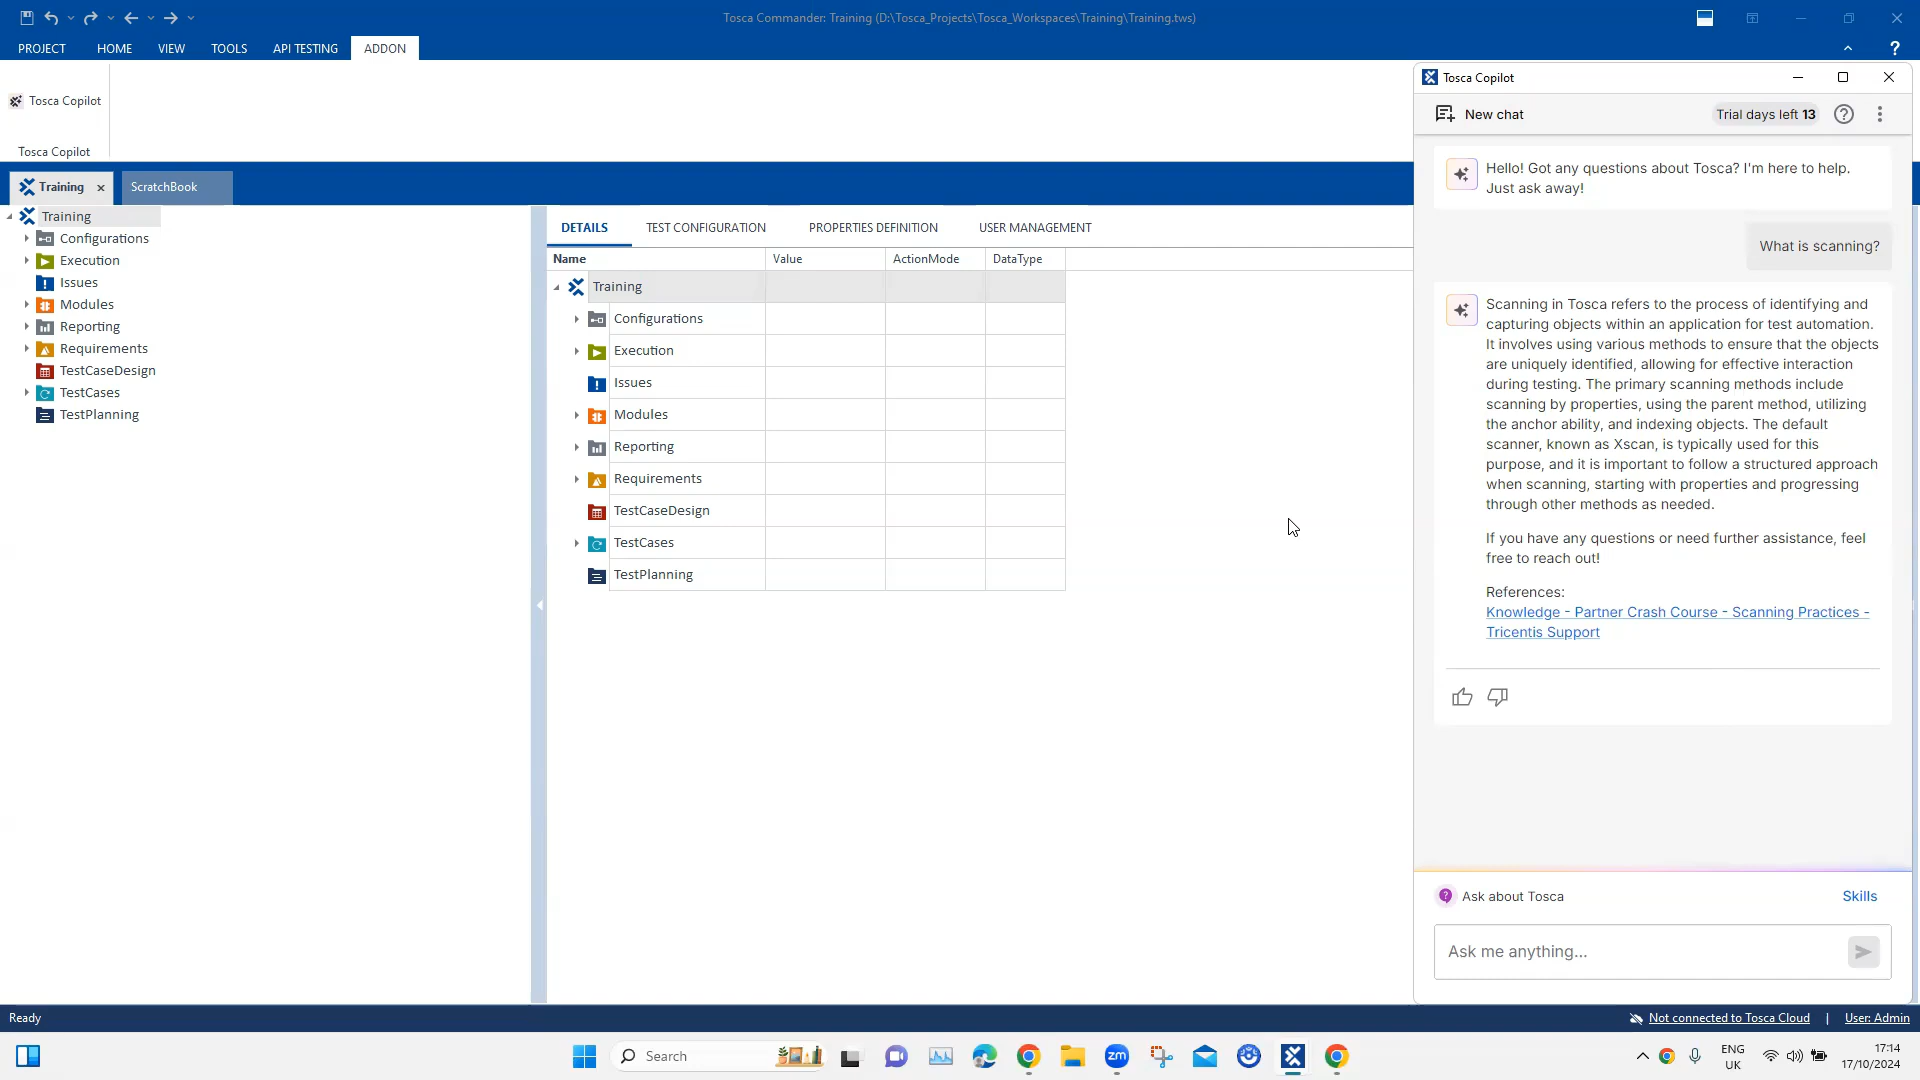 Tosca Commander: Training (D:\Tosca_Projects\Tosca_Workspaces\Training\Training.tws)
PROJECT HOME VIEW TOOLS API TESTING ADDON
?
Tosca Copilot
Tosca Copilot
Training × ScratchBook
Training
Configurations
Execution
Issues
Modules
Reporting
Requirements
TestCaseDesign
TestCases
TestPlanning
DETAILS TEST CONFIGURATION PROPERTIES DEFINITION USER MANAGEMENT
Name Value ActionMode DataType
Training
Configurations
Execution
Issues
Modules
Reporting
Requirements
TestCaseDesign
TestCases
TestPlanning
Tosca Copilot
New chat Trial days left 13
Hello! Got any questions about Tosca? I'm here to help.
Just ask away!
What is scanning?
Scanning in Tosca refers to the process of identifying and
capturing objects within an application for test automation.
It involves using various methods to ensure that the objects
are uniquely identified, allowing for effective interaction
during testing. The primary scanning methods include
scanning by properties, using the parent method, utilizing
the anchor ability, and indexing objects. The default
scanner, known as Xscan, is typically used for this
purpose, and it is important to follow a structured approach
when scanning, starting with properties and progressing
through other methods as needed.
If you have any questions or need further assistance, feel
free to reach out!
References:
Knowledge - Partner Crash Course - Scanning Practices -
Tricentis Support
Ask about Tosca Skills
Ask me anything...
Ready
Not connected to Tosca Cloud | User: Admin
Search
zm
ENG
UK
17:14
17/10/2024